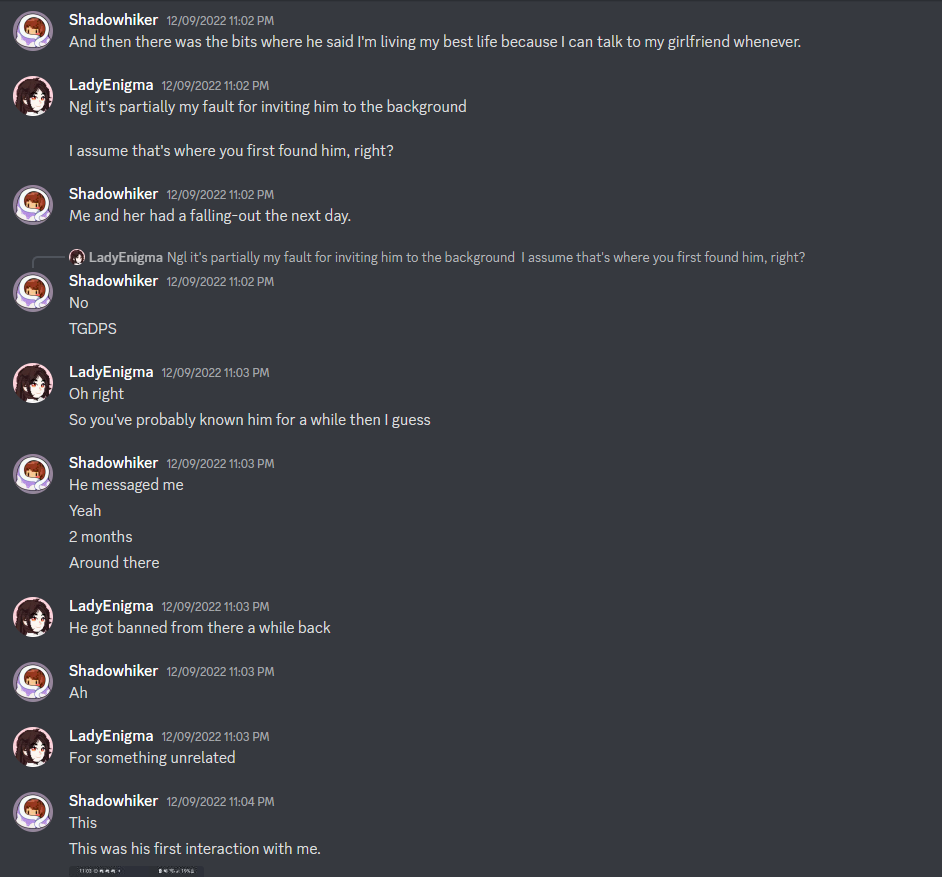 Shadowhiker 12/09/2022 11:02 PM
And then there was the bits where he said I'm living my best life because I can talk to my girlfriend whenever.
LadyEnigma 12/09/2022 11:02 PM
Ngl it's partially my fault for inviting him to the background
I assume that's where you first found him, right?
Shadowhiker 12/09/2022 11:02 PM
Me and her had a falling-out the next day.
LadyEnigma Ngl it's partially my fault for inviting him to the background I assume that's where you first found him, right?
Shadowhiker 12/09/2022 11:02 PM
No
TGDPS
LadyEnigma 12/09/2022 11:03 PM
Oh right
So you've probably known him for a while then I guess
Shadowhiker 12/09/2022 11:03 PM
He messaged me
Yeah
2 months
Around there
LadyEnigma 12/09/2022 11:03 PM
He got banned from there a while back
Shadowhiker 12/09/2022 11:03 PM
Ah
LadyEnigma 12/09/2022 11:03 PM
For something unrelated
Shadowhiker 12/09/2022 11:04 PM
This
This was his first interaction with me.
11:03 19%